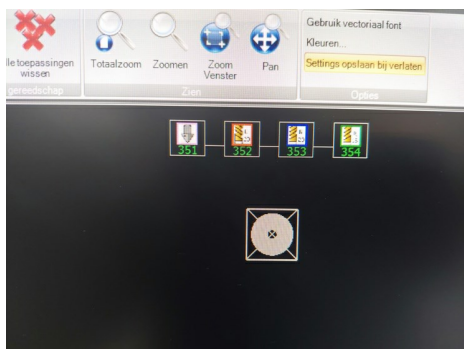 lle toepassingen
wissen
gereedschap
Totaalzoom
Zoomen
Zoom
Venster
Pan
Zien
Gebruik vectoriaal font
Kleuren...
Settings opslaan bij verlaten
Opties
351
352
353
354